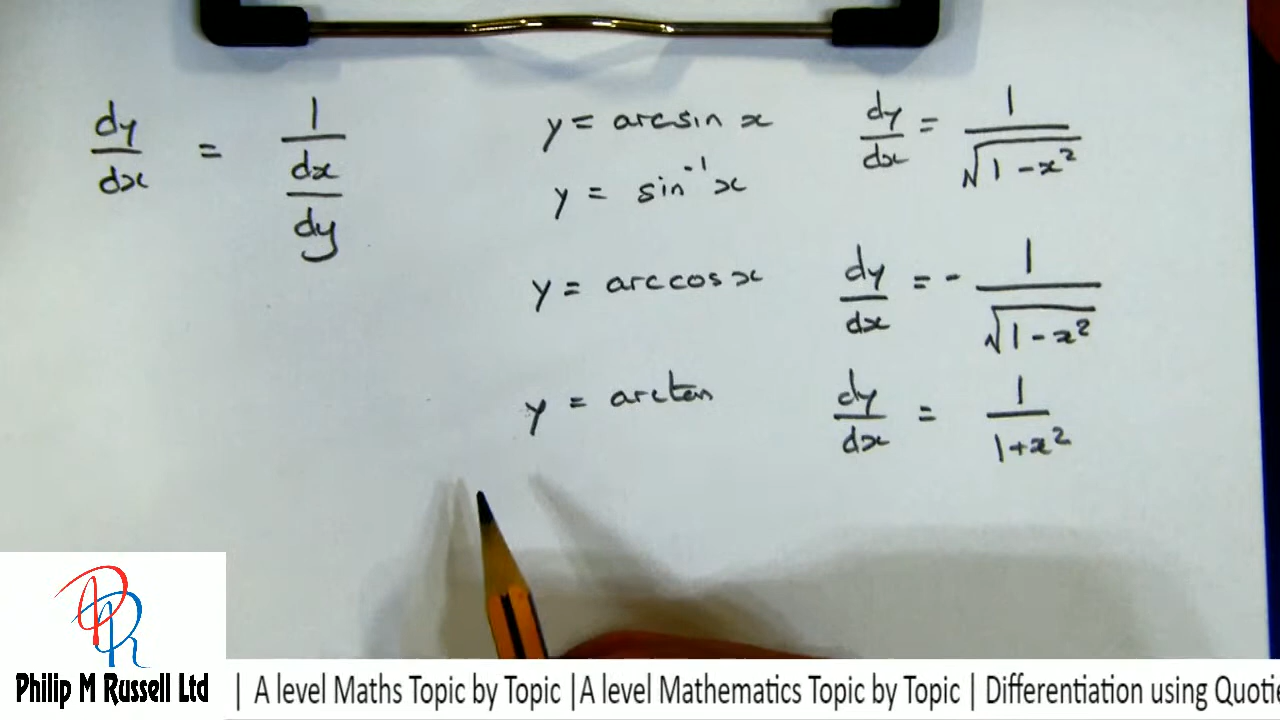 dy/dx = 1/(dx/dy)
y = arcsin x dy/dx = 1/√(1-x²)
y = sin⁻¹x
y = arccos x dy/dx = - 1/√(1-x²)
y = arctan dy/dx = 1/(1+x²)
PR
Philip M Russell Ltd
| A level Maths Topic by Topic |A level Mathematics Topic by Topic | Differentiation using Quotie